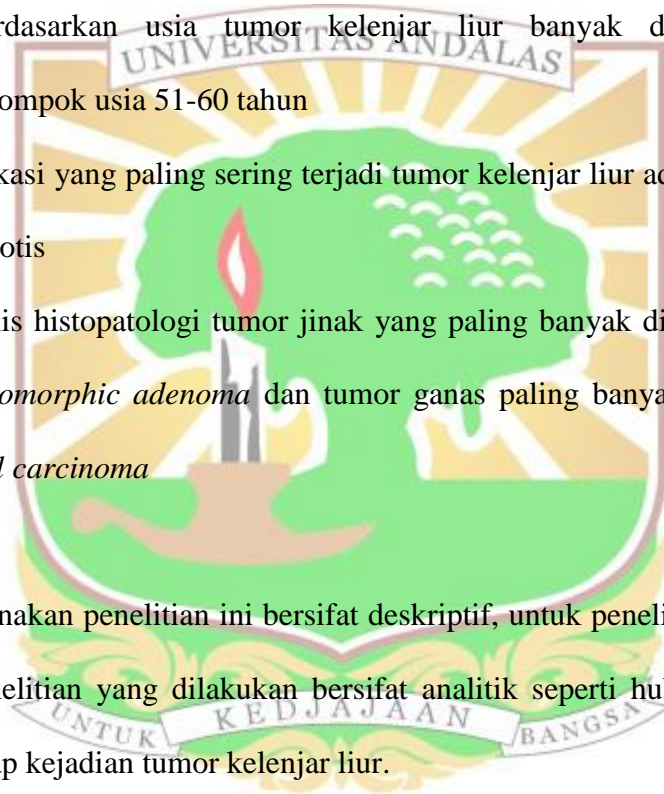 rdasarkan usia tumor kelenjar liur banyak d
UNIVERSITAS ANDALAS
ompok usia 51-60 tahun
kasi yang paling sering terjadi tumor kelenjar liur ad
otis
is histopatologi tumor jinak yang paling banyak di
omorphic adenoma dan tumor ganas paling banya
l carcinoma
nakan penelitian ini bersifat deskriptif, untuk peneli
nelitian yang dilakukan bersifat analitik seperti hu
UNTUK KEDJAJAAN BANGSA
ap kejadian tumor kelenjar liur.